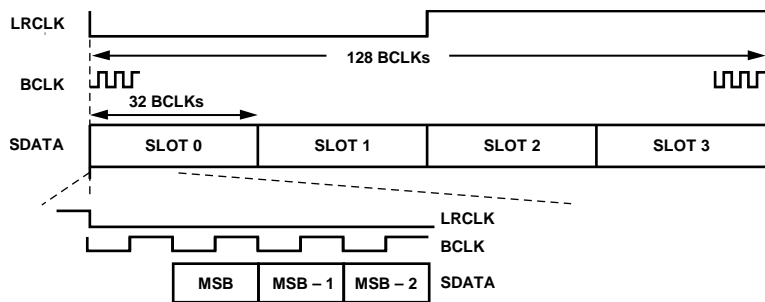 LRCLK
128 BCLKs
BCLK
32 BCLKs
SDATA
SLOT 0
SLOT 1
SLOT 2
SLOT 3
LRCLK
BCLK
MSB
MSB – 1
MSB – 2
SDATA